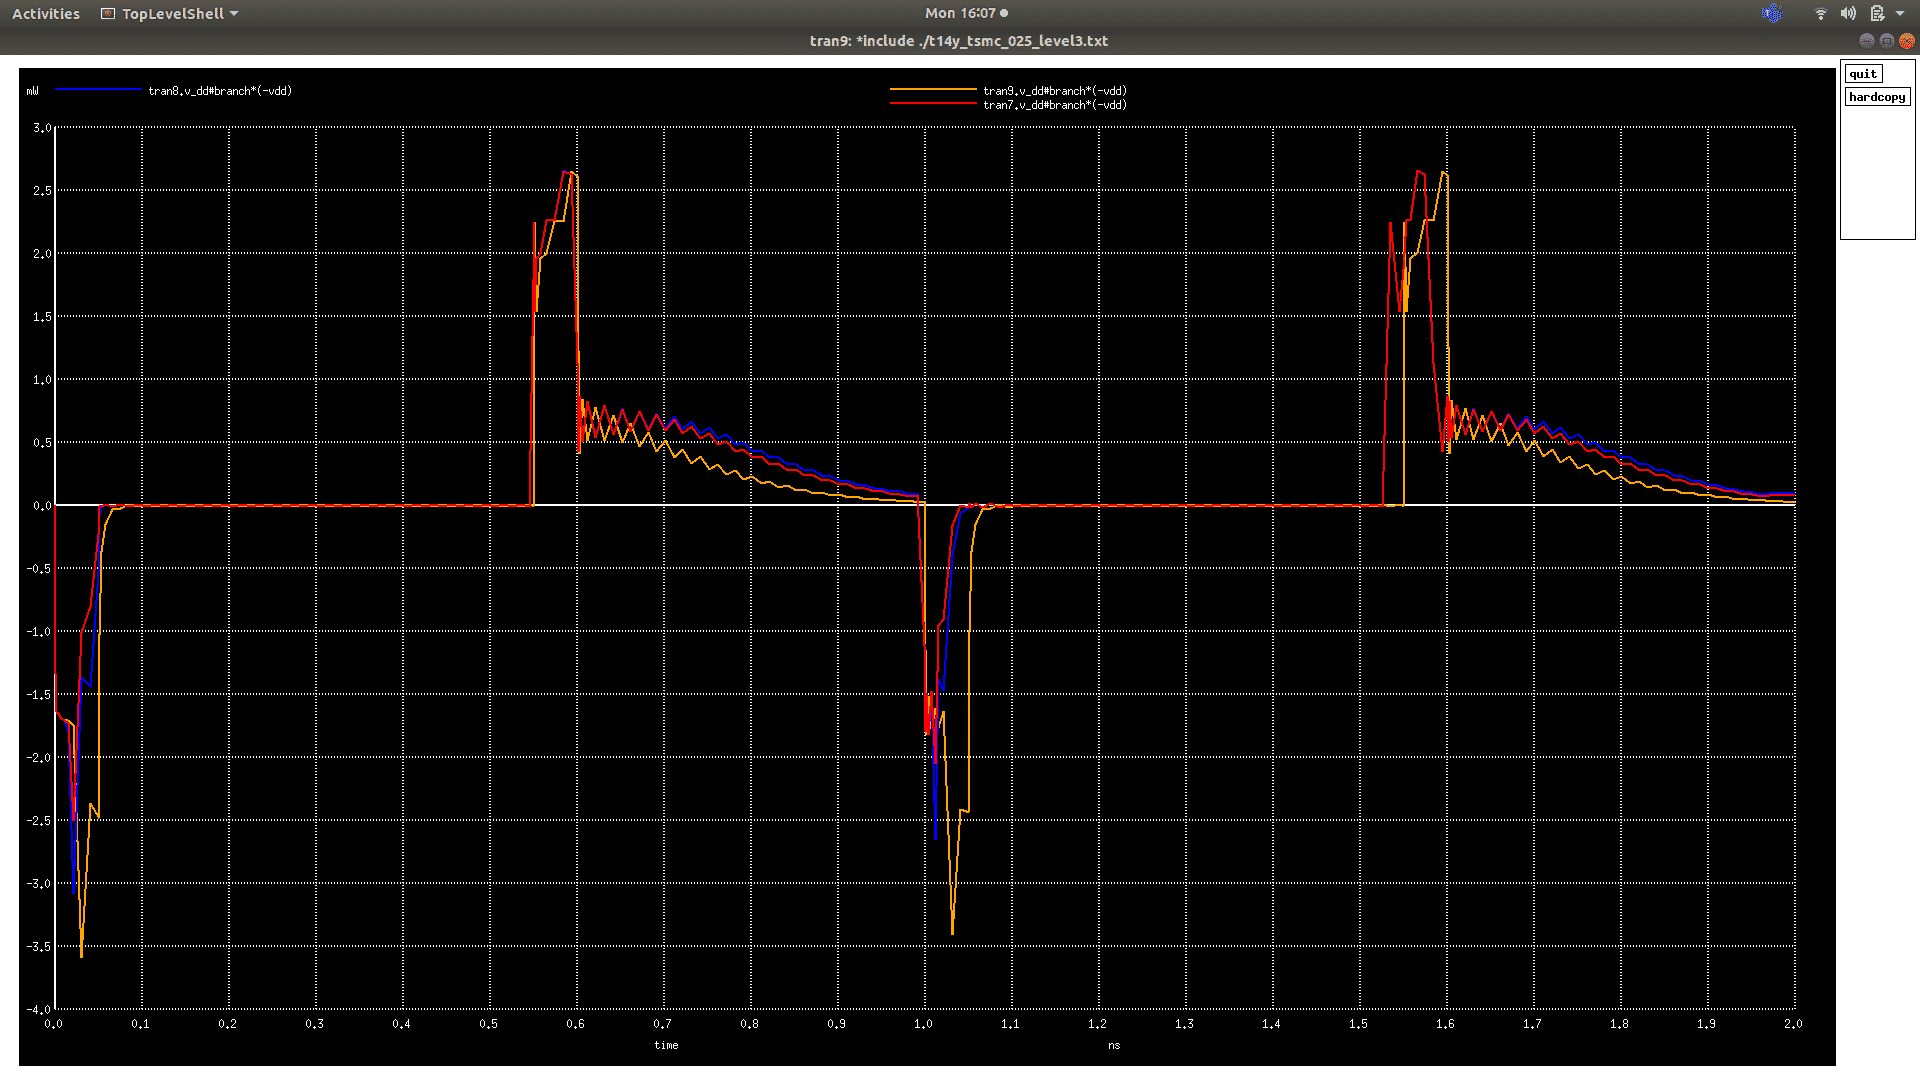 Activities TopLevelShell Mon 16:07
tran9: *include ./t14y_tsmc_025_level3.txt
quit
hardcopy
mW tran8.v_dd#branch*(-vdd) tran9.v_dd#branch*(-vdd)
tran7.v_dd#branch*(-vdd)
3.0
2.5
2.0
1.5
1.0
0.5
0.0
-0.5
-1.0
-1.5
-2.0
-2.5
-3.0
-3.5
-4.0
0.0 0.1 0.2 0.3 0.4 0.5 0.6 0.7 0.8 0.9 1.0 1.1 1.2 1.3 1.4 1.5 1.6 1.7 1.8 1.9 2.0
time ns